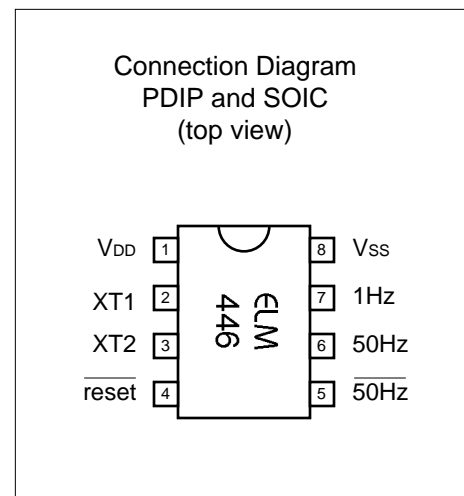 Connection Diagram
PDIP and SOIC
(top view)
VDD 1 8 VSS
XT1 2 7 1Hz
XT2 3 6 50Hz
reset 4 5 50Hz
ELM
446